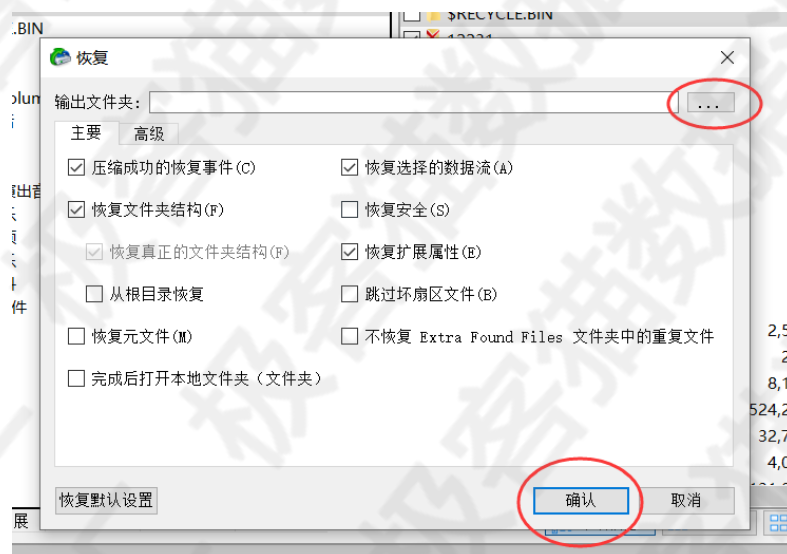 .BIN
$RECYCLE.BIN
恢复
输出文件夹:
...
主要 高级
压缩成功的恢复事件(C) 恢复选择的数据流(A)
恢复文件夹结构(F) 恢复安全(S)
恢复真正的文件夹结构(F) 恢复扩展属性(E)
从根目录恢复 跳过坏扇区文件(B)
恢复元文件(M) 不恢复 Extra Found Files 文件夹中的重复文件
完成后打开本地文件夹（文件夹）
件
2,5
2
8,1
524,2
32,7
4,0
恢复默认设置 确认 取消
展
极客猫数据